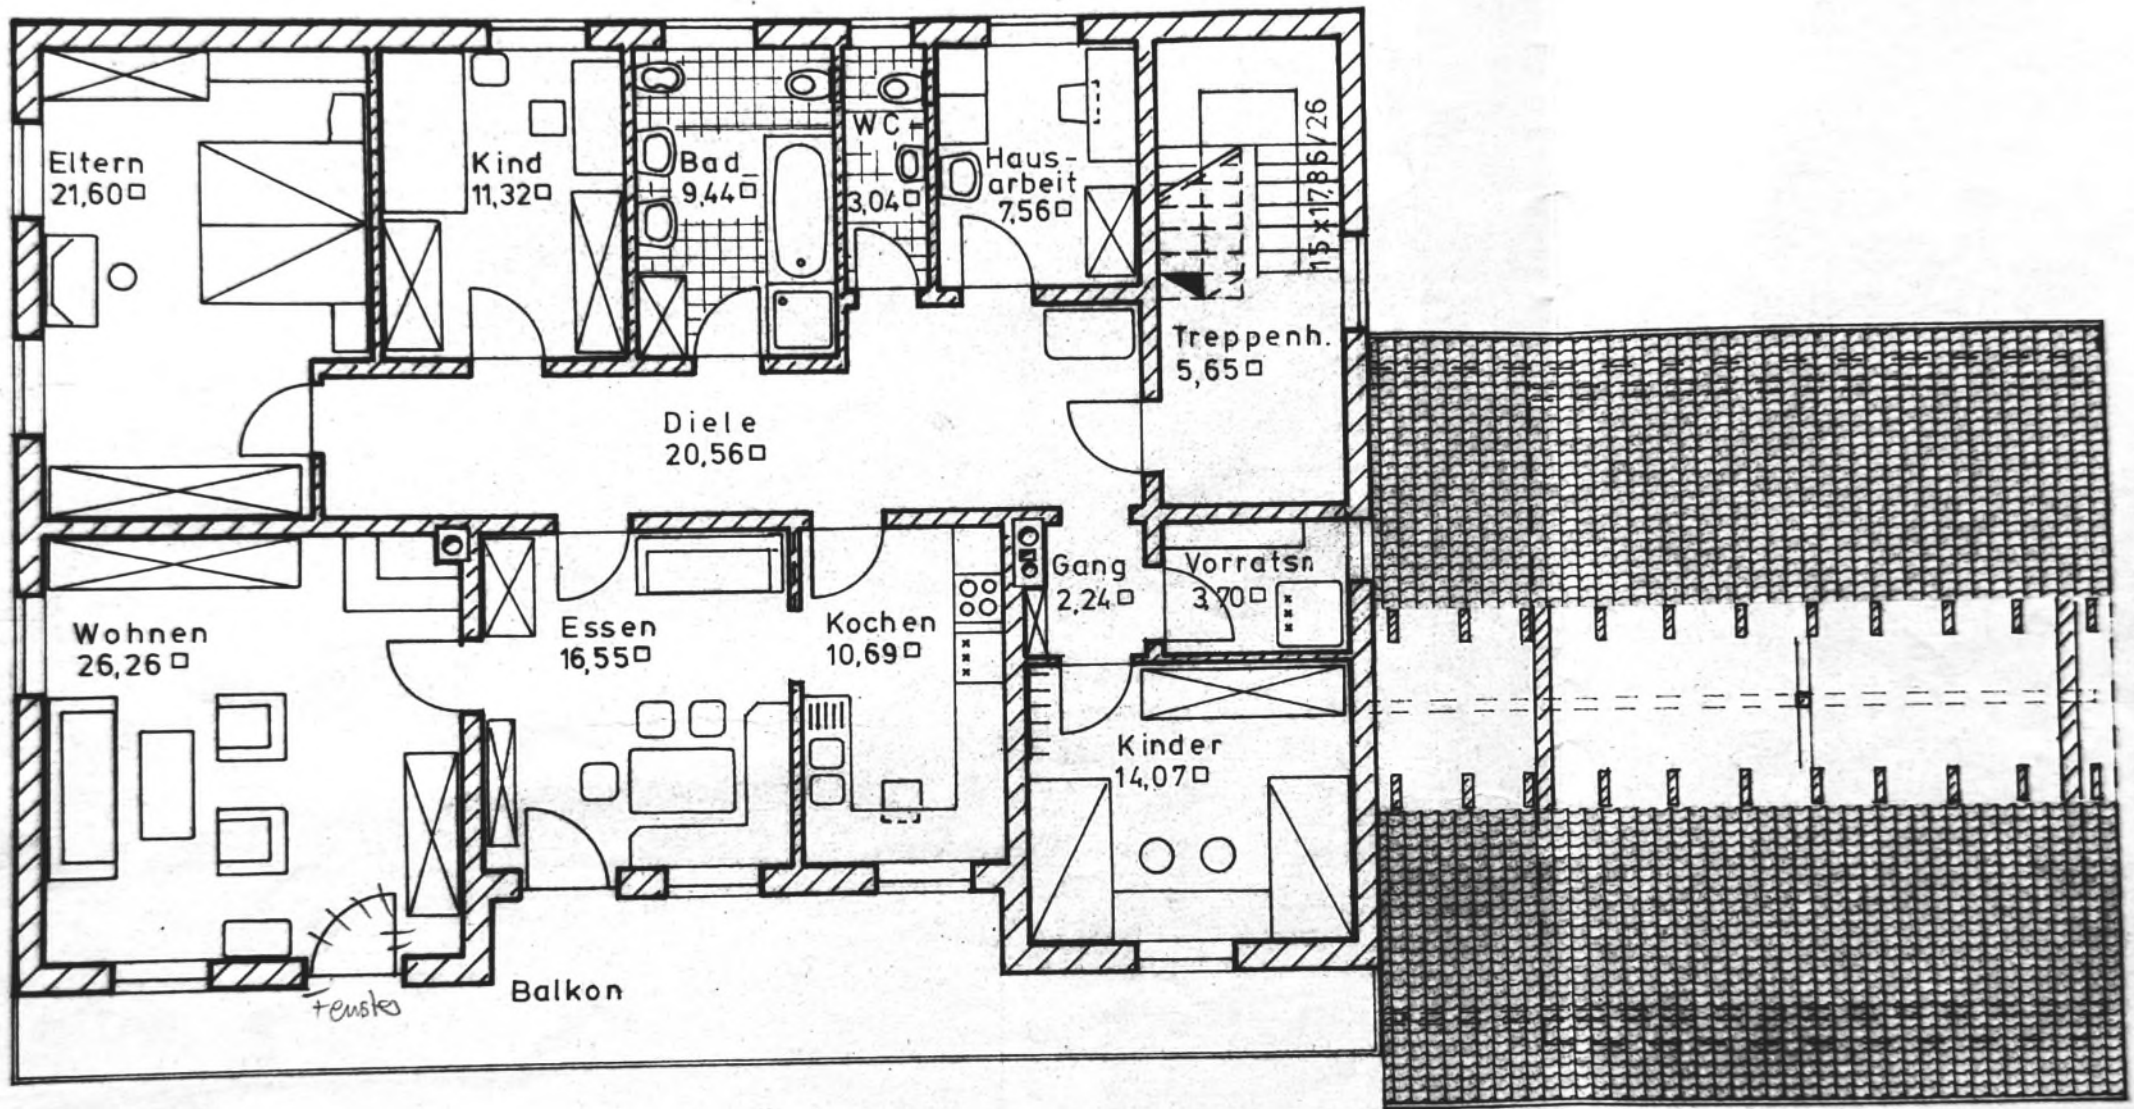 Eltern
21,60
Kind
11,32
Bad
9,44
WC
3,04
Haus-
arbeit
7,56
15x17,86/26
Treppenh.
5,65
Diele
20,56
Wohnen
26,26
Essen
16,55
Kochen
10,69
Gang
2,24
Vorratsr
3,70
Kinder
14,07
Balkon
Fenster